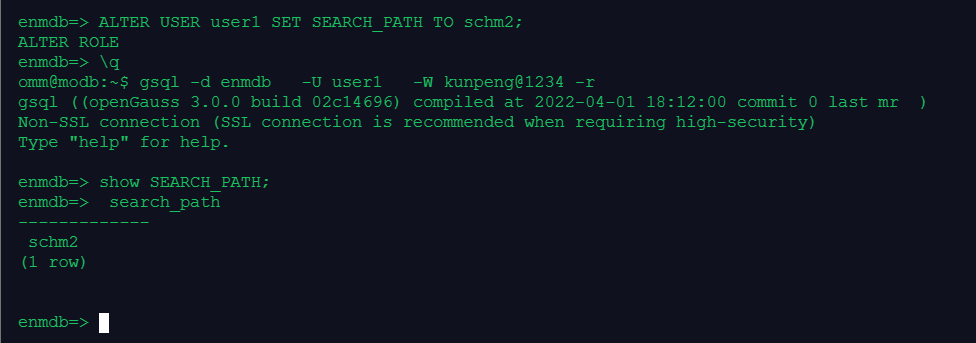 enmdb=> ALTER USER user1 SET SEARCH_PATH TO schm2;
ALTER ROLE
enmdb=> \q
omm@modb:~$ gsql -d enmdb   -U user1   -W kunpeng@1234 -r
gsql ((openGauss 3.0.0 build 02c14696) compiled at 2022-04-01 18:12:00 commit 0 last mr  )
Non-SSL connection (SSL connection is recommended when requiring high-security)
Type "help" for help.
enmdb=> show SEARCH_PATH;
enmdb=>  search_path
-------------
 schm2
(1 row)
enmdb=>